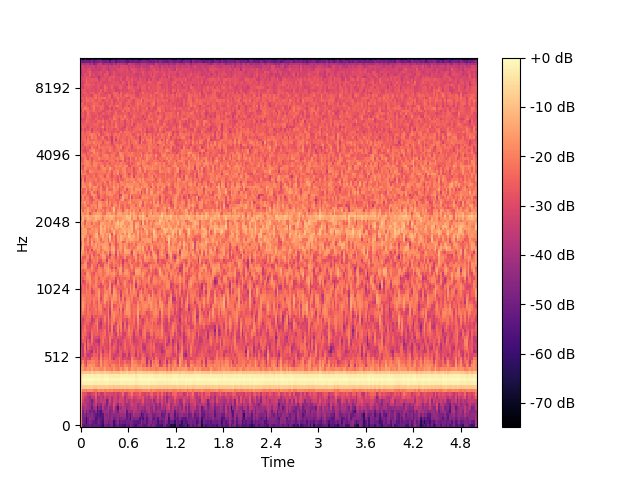 +0 dB
8192
-10 dB
4096
-20 dB
-30 dB
2048
Hz
-40 dB
1024
-50 dB
512
-60 dB
-70 dB
0
0 0.6 1.2 1.8 2.4 3 3.6 4.2 4.8
Time